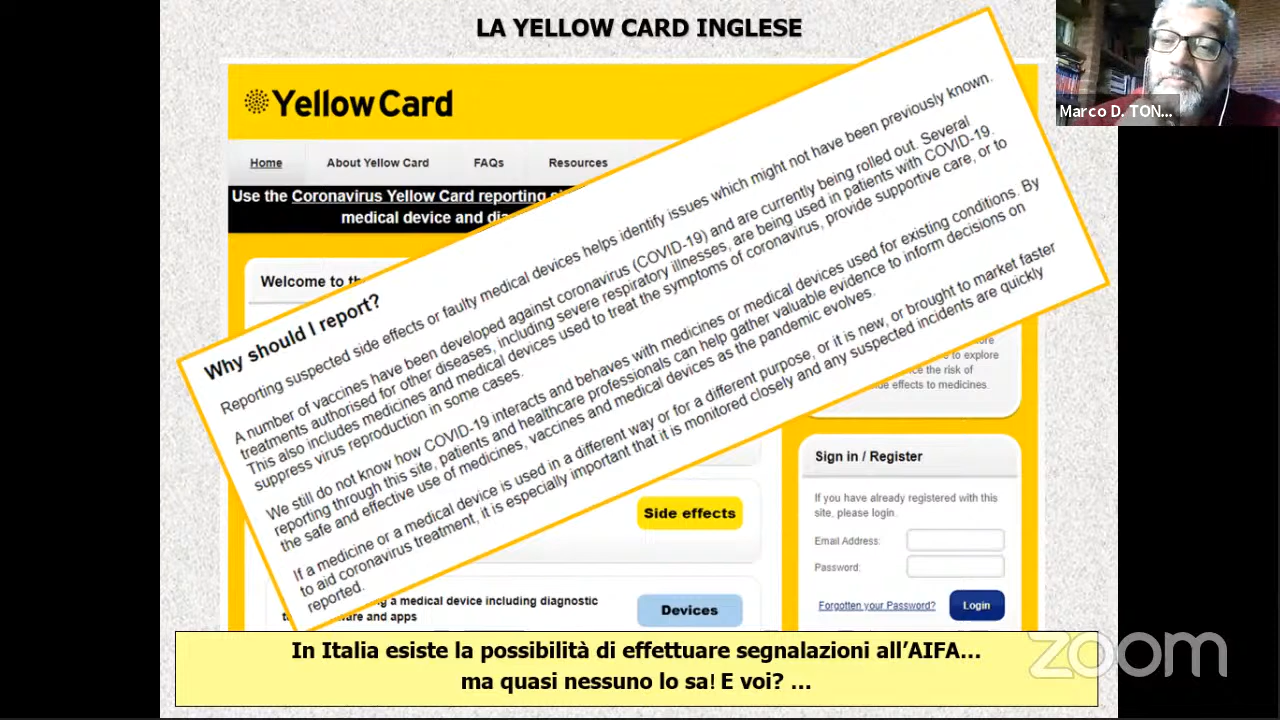 LA YELLOW CARD INGLESE
Marco D. TON...
YellowCard
Home About Yellow Card FAQs Resources
Use the Coronavirus Yellow Card reporting
medical device and
Welcome to
Why should I report?
Reporting suspected side effects or faulty medical devices helps identify issues which might not have been previously known.
A number of vaccines have been developed against coronavirus (COVID-19) and are currently being rolled out. Several
treatments authorised for other diseases, including severe respiratory illnesses, are being used in patients with COVID-19.
This also includes medicines and medical devices used to treat the symptoms of coronavirus, provide supportive care, or to
suppress virus reproduction in some cases.
We still do not know how COVID-19 interacts and behaves with medicines or medical devices used for existing conditions. By
reporting through this site, patients and healthcare professionals can help gather valuable evidence to inform decisions on
the safe and effective use of medicines, vaccines and medical devices as the pandemic evolves.
If a medicine or a medical device is used in a different way or for a different purpose, or it is new, or brought to market faster
to aid coronavirus treatment, it is especially important that it is monitored closely and any suspected incidents are quickly
reported.
to explore
the risk of
effects to medicines.
Side effects
a medical device including diagnostic
and apps
Devices
Sign in / Register
If you have already registered with this
site, please login.
Email Address:
Password:
Forgotten your Password? Login
In Italia esiste la possibilità di effettuare segnalazioni all'AIFA...
ma quasi nessuno lo sa! E voi? ...
zoom